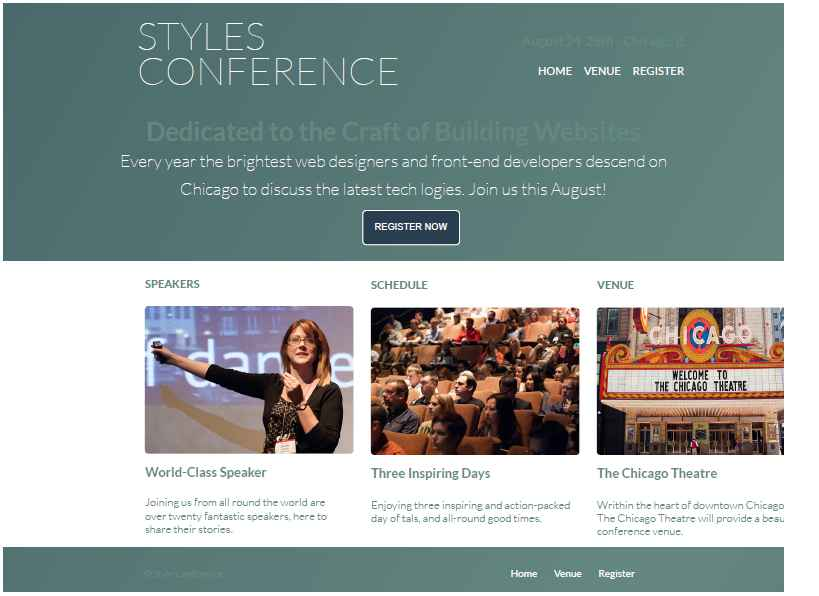 STYLES
CONFERENCE
August 24-26th - Chicago, IL
HOME VENUE REGISTER
Dedicated to the Craft of Building Websites
Every year the brightest web designers and front-end developers descend on
Chicago to discuss the latest tech logies. Join us this August!
REGISTER NOW
SPEAKERS
SCHEDULE
VENUE
dan e
CHICAGO
WELCOME TO
THE CHICAGO THEATRE
World-Class Speaker
Three Inspiring Days
The Chicago Theatre
Joining us from all round the world are
over twenty fantastic speakers, here to
share their stories.
Enjoying three inspiring and action-packed
day of tals, and all-round good times.
Writhin the heart of downtown Chicago
The Chicago Theatre will provide a beau
conference venue.
Home Venue Register